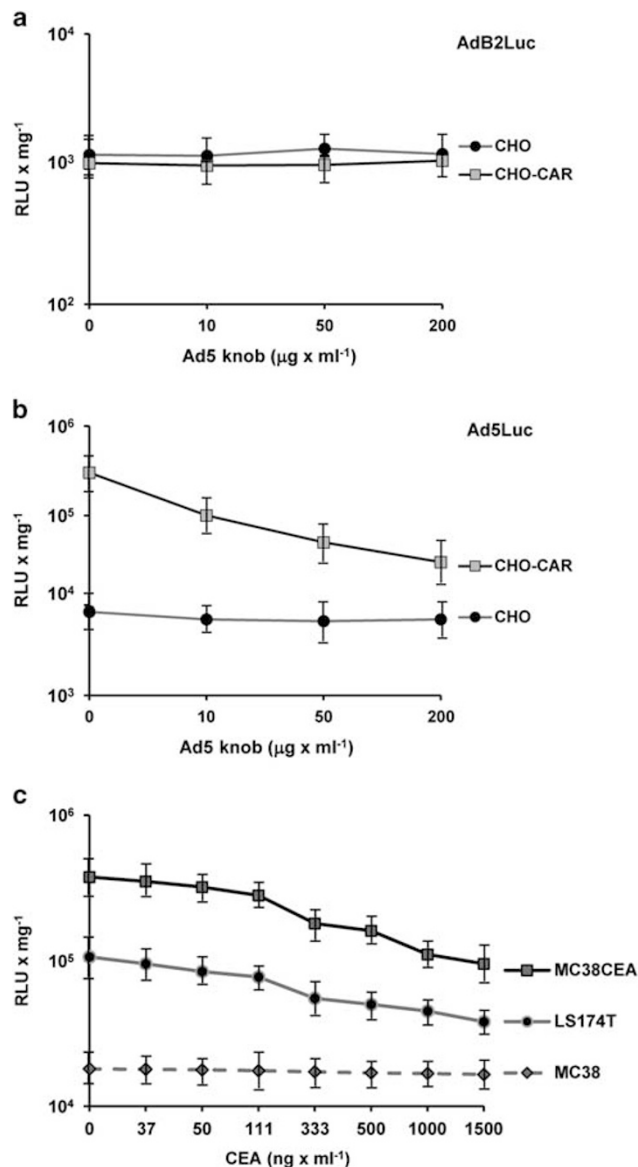 a
AdB2Luc
10⁴
10³
10²
RLU x mg⁻¹
CHO
CHO-CAR
0 10 50 200
Ad5 knob (μg x ml⁻¹)
b
Ad5Luc
10⁶
10⁵
10⁴
10³
RLU x mg⁻¹
CHO-CAR
CHO
0 10 50 200
Ad5 knob (μg x ml⁻¹)
c
10⁶
10⁵
10⁴
RLU x mg⁻¹
MC38CEA
LS174T
MC38
0 37 50 111 333 500 1000 1500
CEA (ng x ml⁻¹)